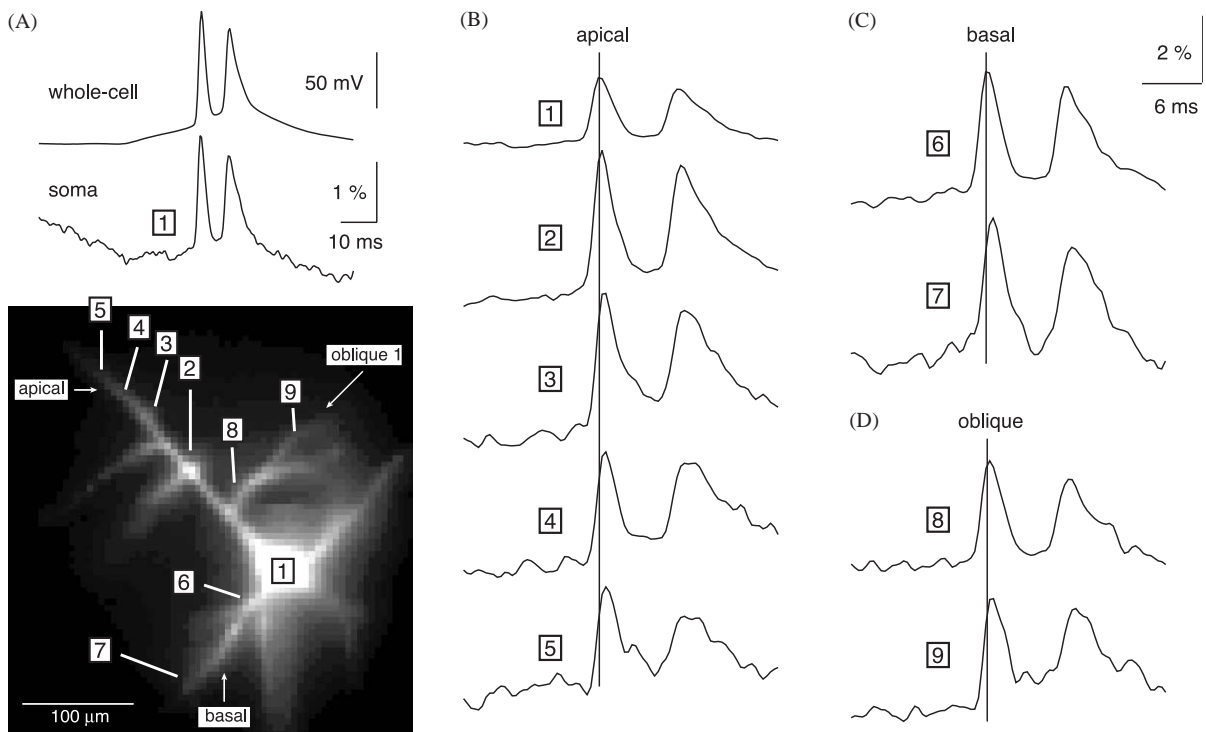 (A)
whole-cell
50 mV
soma
1
1 %
10 ms
5
4
3
2
apical
oblique 1
9
8
1
6
7
100 µm
basal
(B)
apical
1
2
3
4
5
(C)
basal
2 %
6 ms
6
7
(D)
oblique
8
9